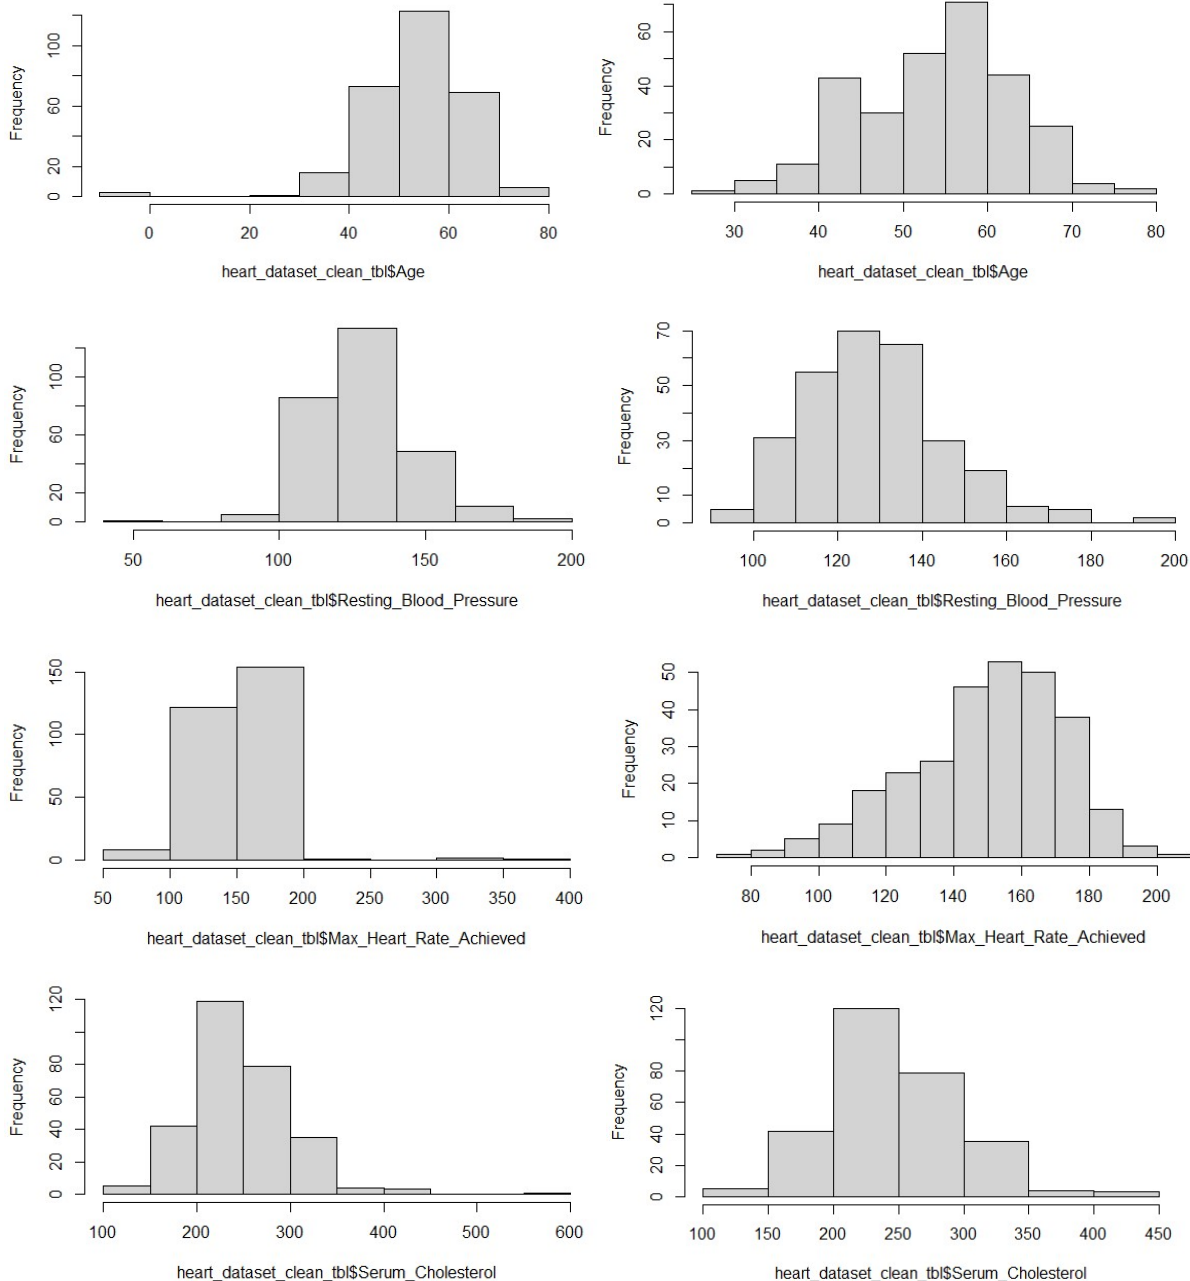 Frequency
0 20 60 100
0 20 40 60 80
heart_dataset_clean_tbl$Age
Frequency
0 20 40 60
30 40 50 60 70 80
heart_dataset_clean_tbl$Age
Frequency
0 20 60 100
50 100 150 200
heart_dataset_clean_tbl$Resting_Blood_Pressure
Frequency
0 10 30 50 70
100 120 140 160 180 200
heart_dataset_clean_tbl$Resting_Blood_Pressure
Frequency
0 50 100 150
50 100 150 200 250 300 350 400
heart_dataset_clean_tbl$Max_Heart_Rate_Achieved
Frequency
0 10 20 30 40 50
80 100 120 140 160 180 200
heart_dataset_clean_tbl$Max_Heart_Rate_Achieved
Frequency
0 20 40 60 80 120
100 200 300 400 500 600
heart_dataset_clean_tbl$Serum_Cholesterol
Frequency
0 20 40 60 80 120
100 150 200 250 300 350 400 450
heart_dataset_clean_tbl$Serum_Cholesterol